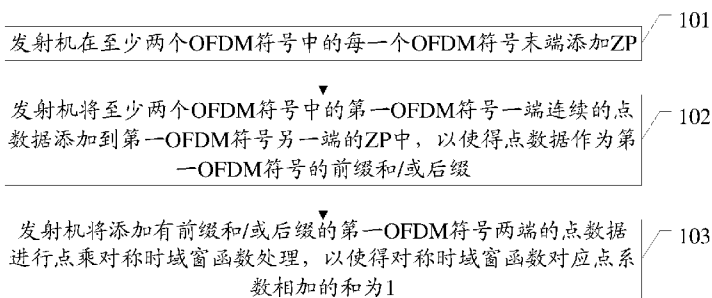 发射机在至少两个OFDM符号中的每一个OFDM符号末端添加ZP
101
发射机将至少两个OFDM符号中的第一OFDM符号一端连续的点
数据添加到第一OFDM符号另一端的ZP中，以使得点数据作为第
一OFDM符号的前缀和/或后缀
102
发射机将添加有前缀和/或后缀的第一OFDM符号两端的点数据
进行点乘对称时域窗函数处理，以使得对称时域窗函数对应点系
数相加的和为1
103